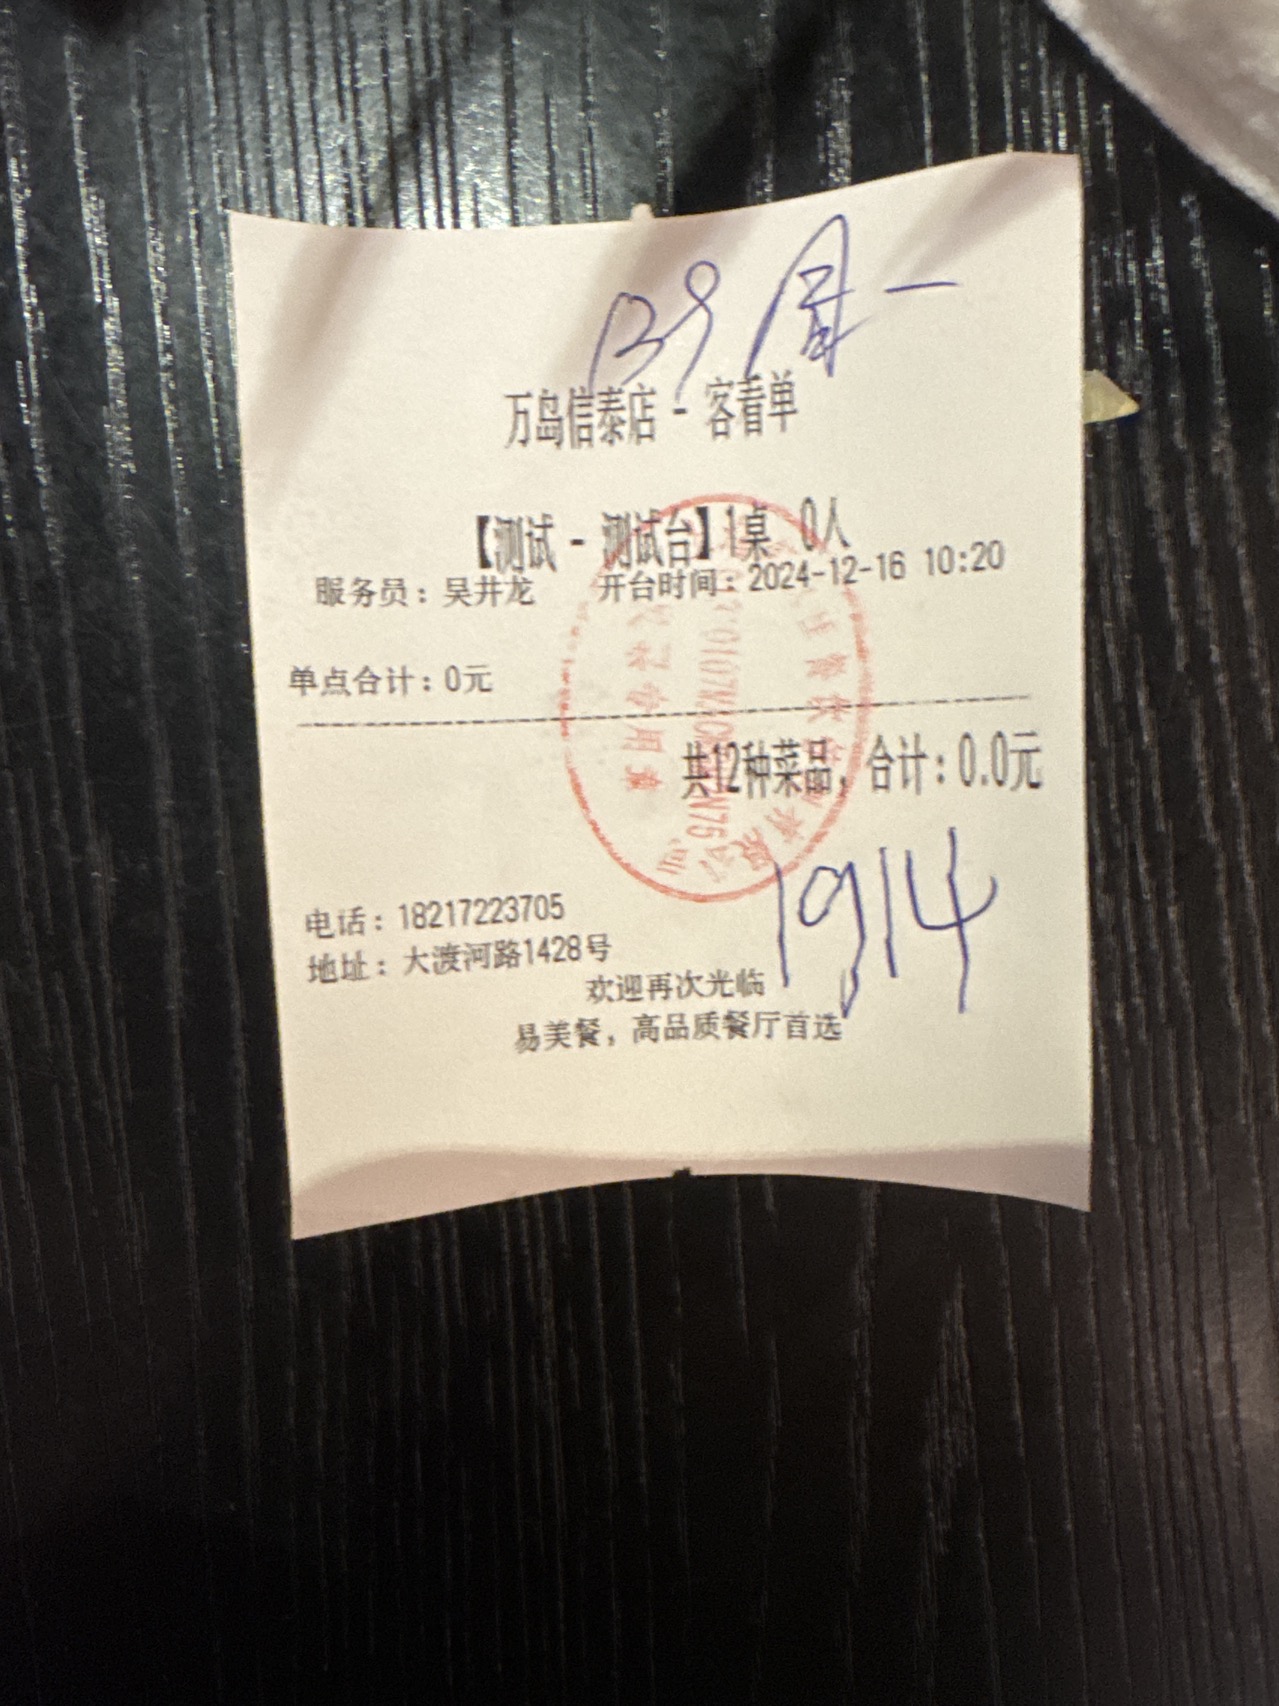 B9 周一
万岛信泰店 - 客看单
【测试 - 测试台】1桌 0人
服务员：吴井龙 开台时间：2024-12-16 10:20
单点合计：0元
共12种菜品，合计：0.0元
1914
电话：18217223705
地址：大渡河路1428号
欢迎再次光临
易美餐，高品质餐厅首选